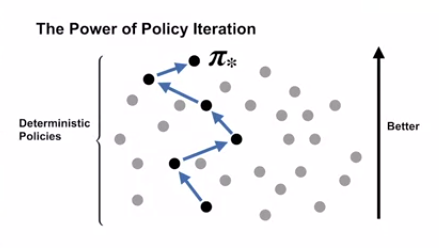 The Power of Policy Iteration
π*
Deterministic
Policies
Better